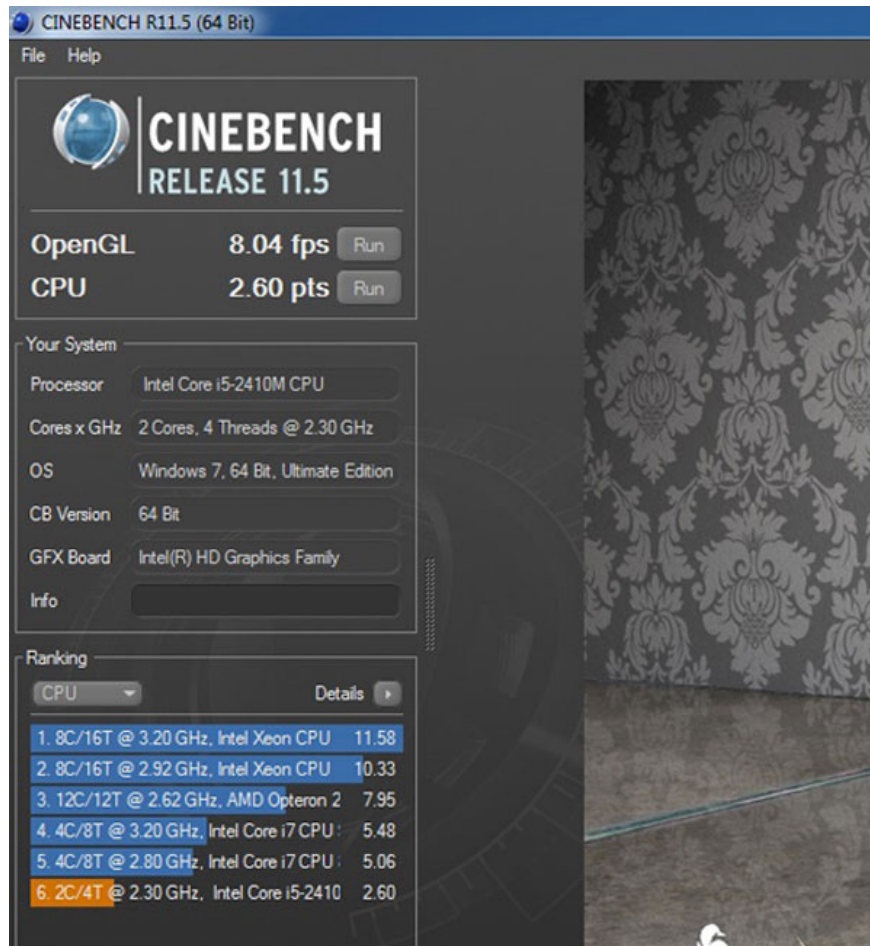 CINEBENCH R11.5 (64 Bit)
File Help
CINEBENCH
RELEASE 11.5
OpenGL 8.04 fps Run
CPU 2.60 pts Run
Your System
Processor Intel Core i5-2410M CPU
Cores x GHz 2 Cores, 4 Threads @ 2.30 GHz
OS Windows 7, 64 Bit, Ultimate Edition
CB Version 64 Bit
GFX Board Intel(R) HD Graphics Family
Info
Ranking
CPU Details
1. 8C/16T @ 3.20 GHz, Intel Xeon CPU 11.58
2. 8C/16T @ 2.92 GHz, Intel Xeon CPU 10.33
3. 12C/12T @ 2.62 GHz, AMD Opteron 2 7.95
4. 4C/8T @ 3.20 GHz, Intel Core i7 CPU 5.48
5. 4C/8T @ 2.80 GHz, Intel Core i7 CPU 5.06
6. 2C/4T @ 2.30 GHz, Intel Core i5-2410 2.60